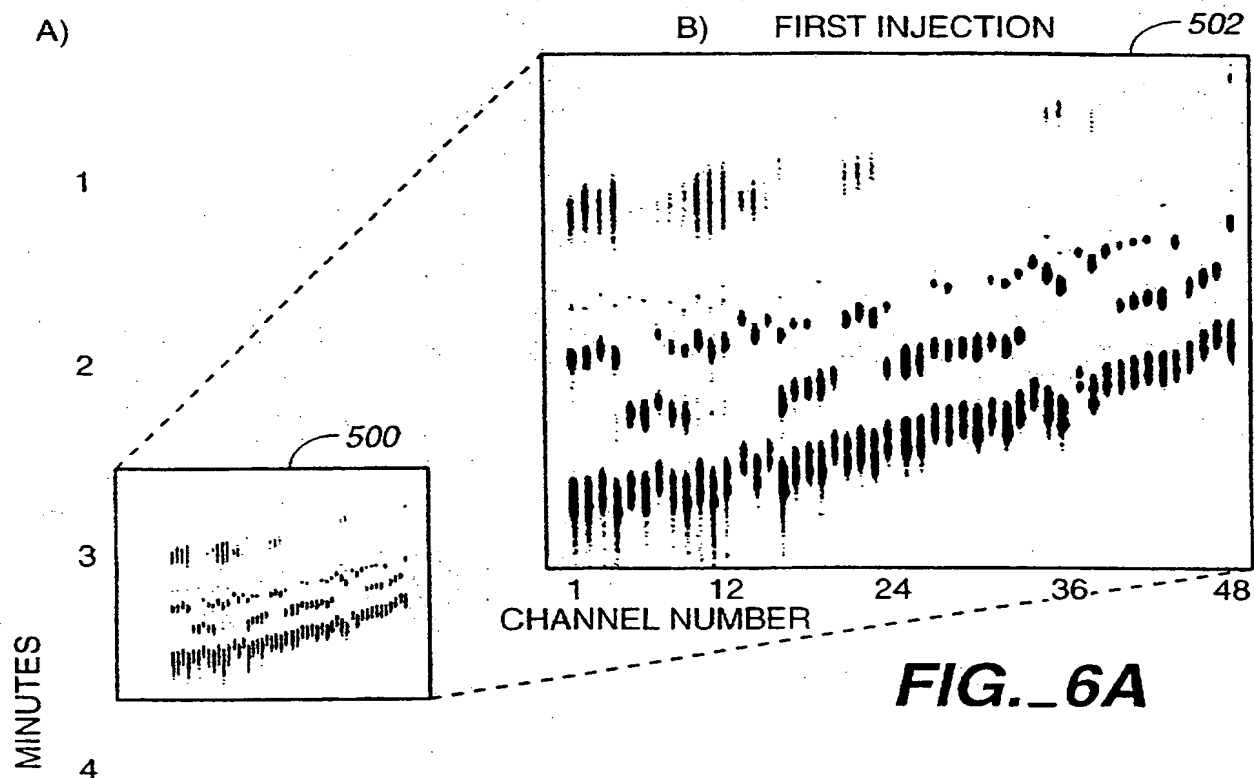 A)
B) FIRST INJECTION
502
1
2
500
3
4
MINUTES
1 12 24 36 48
CHANNEL NUMBER
FIG._6A